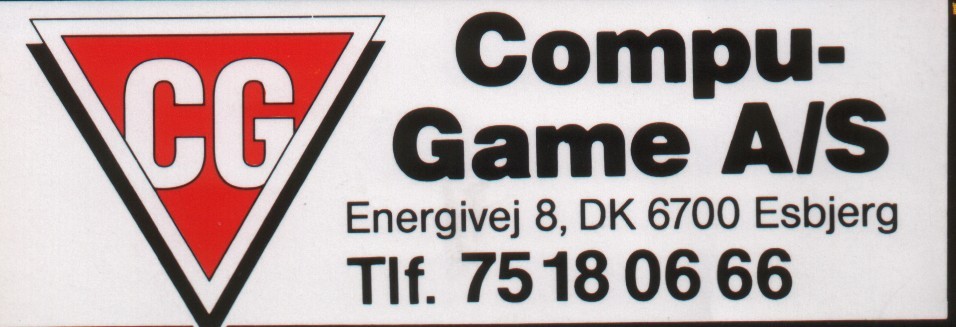 CG
Compu-
Game A/S
Energivej 8, DK 6700 Esbjerg
Tlf. 75 18 06 66